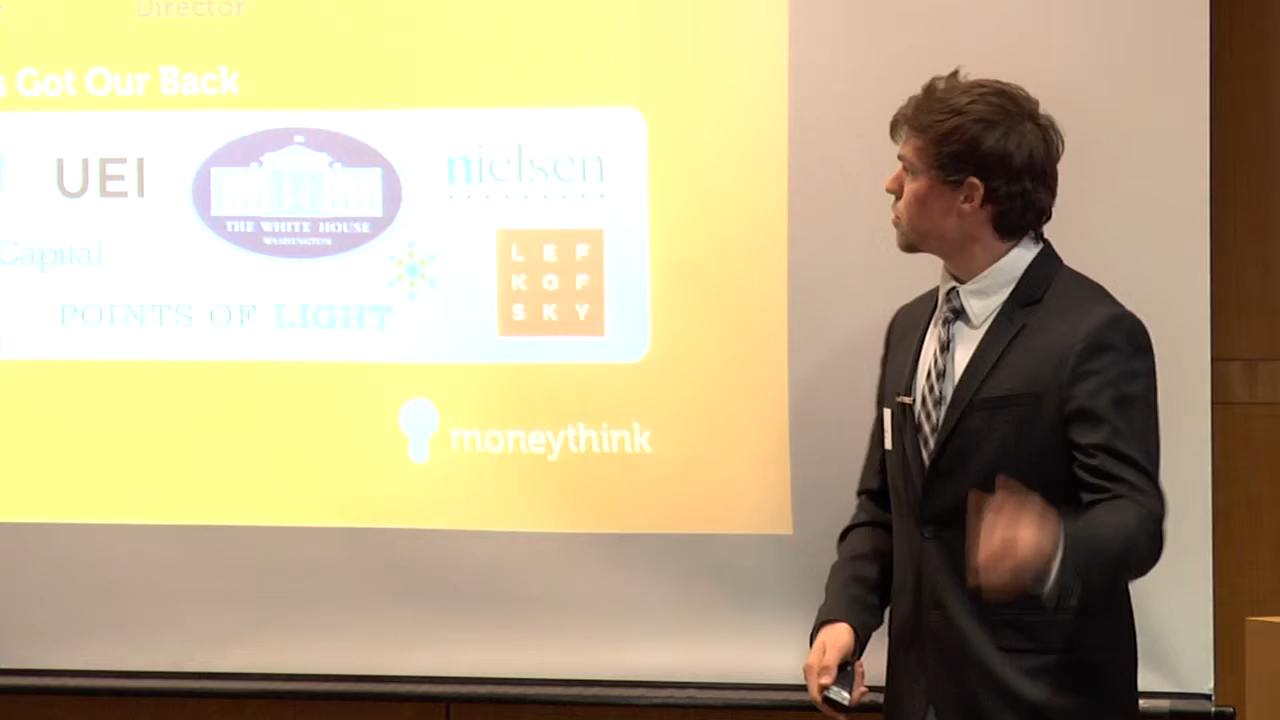 Director
s Got Our Back
UEI
THE WHITE HOUSE
WASHINGTON
nielsen
Capital
POINTS OF LIGHT
LEF
KOF
SKY
moneythink